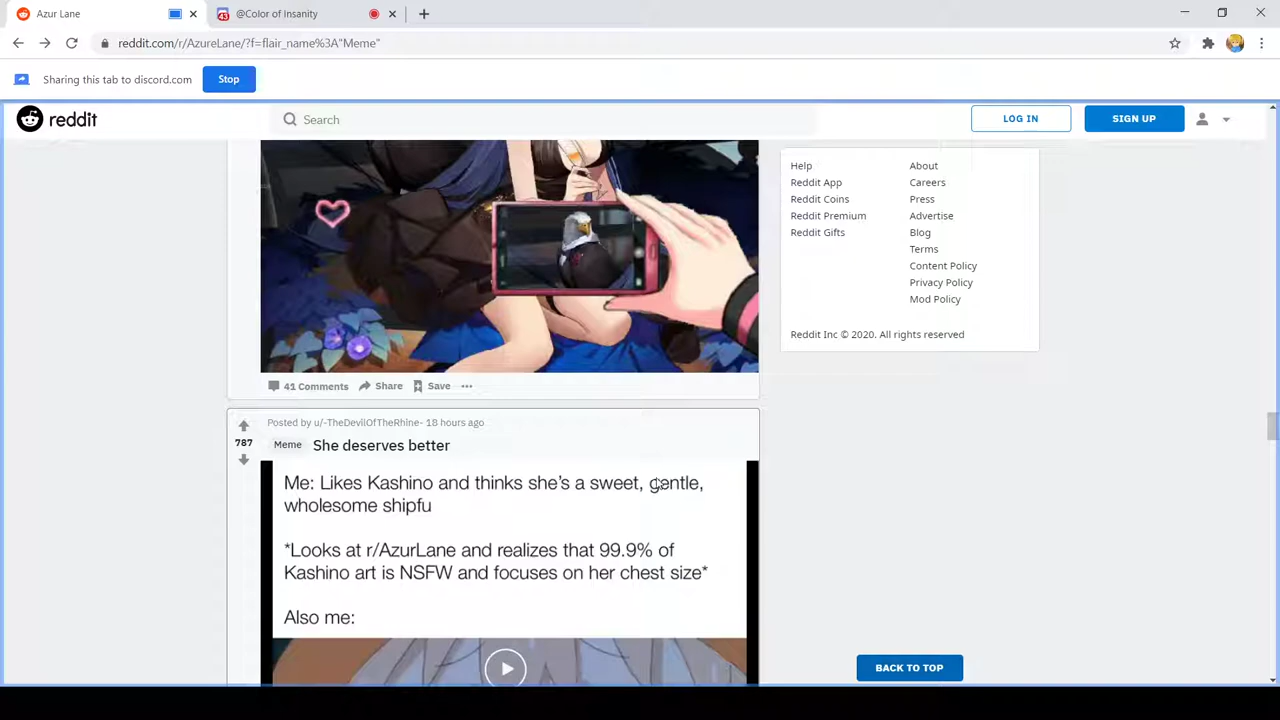 Azur Lane
43
@Color of Insanity
reddit.com/r/AzureLane/?f=flair_name%3A"Meme"
Sharing this tab to discord.com
Stop
reddit
Search
LOG IN
SIGN UP
Help
About
Reddit App
Careers
Reddit Coins
Press
Reddit Premium
Advertise
Reddit Gifts
Blog
Terms
Content Policy
Privacy Policy
Mod Policy
Reddit Inc © 2020. All rights reserved
41 Comments
Share
Save
Posted by u/-TheDevilOfTheRhine- 18 hours ago
787
Meme
She deserves better
Me: Likes Kashino and thinks she's a sweet, gentle,
wholesome shipfu
*Looks at r/AzurLane and realizes that 99.9% of
Kashino art is NSFW and focuses on her chest size*
Also me:
BACK TO TOP